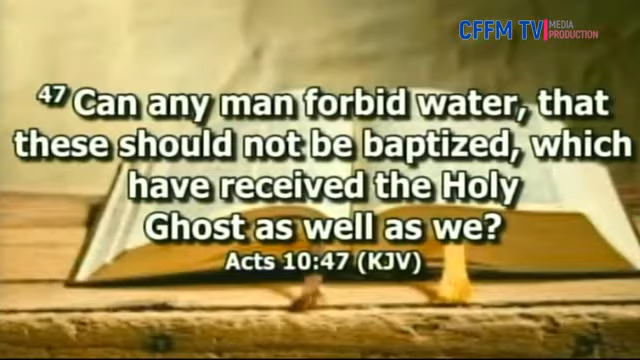 CFFM TV MEDIA
PRODUCTION
47 Can any man forbid water, that
these should not be baptized, which
have received the Holy
Ghost as well as we?
Acts 10:47 (KJV)